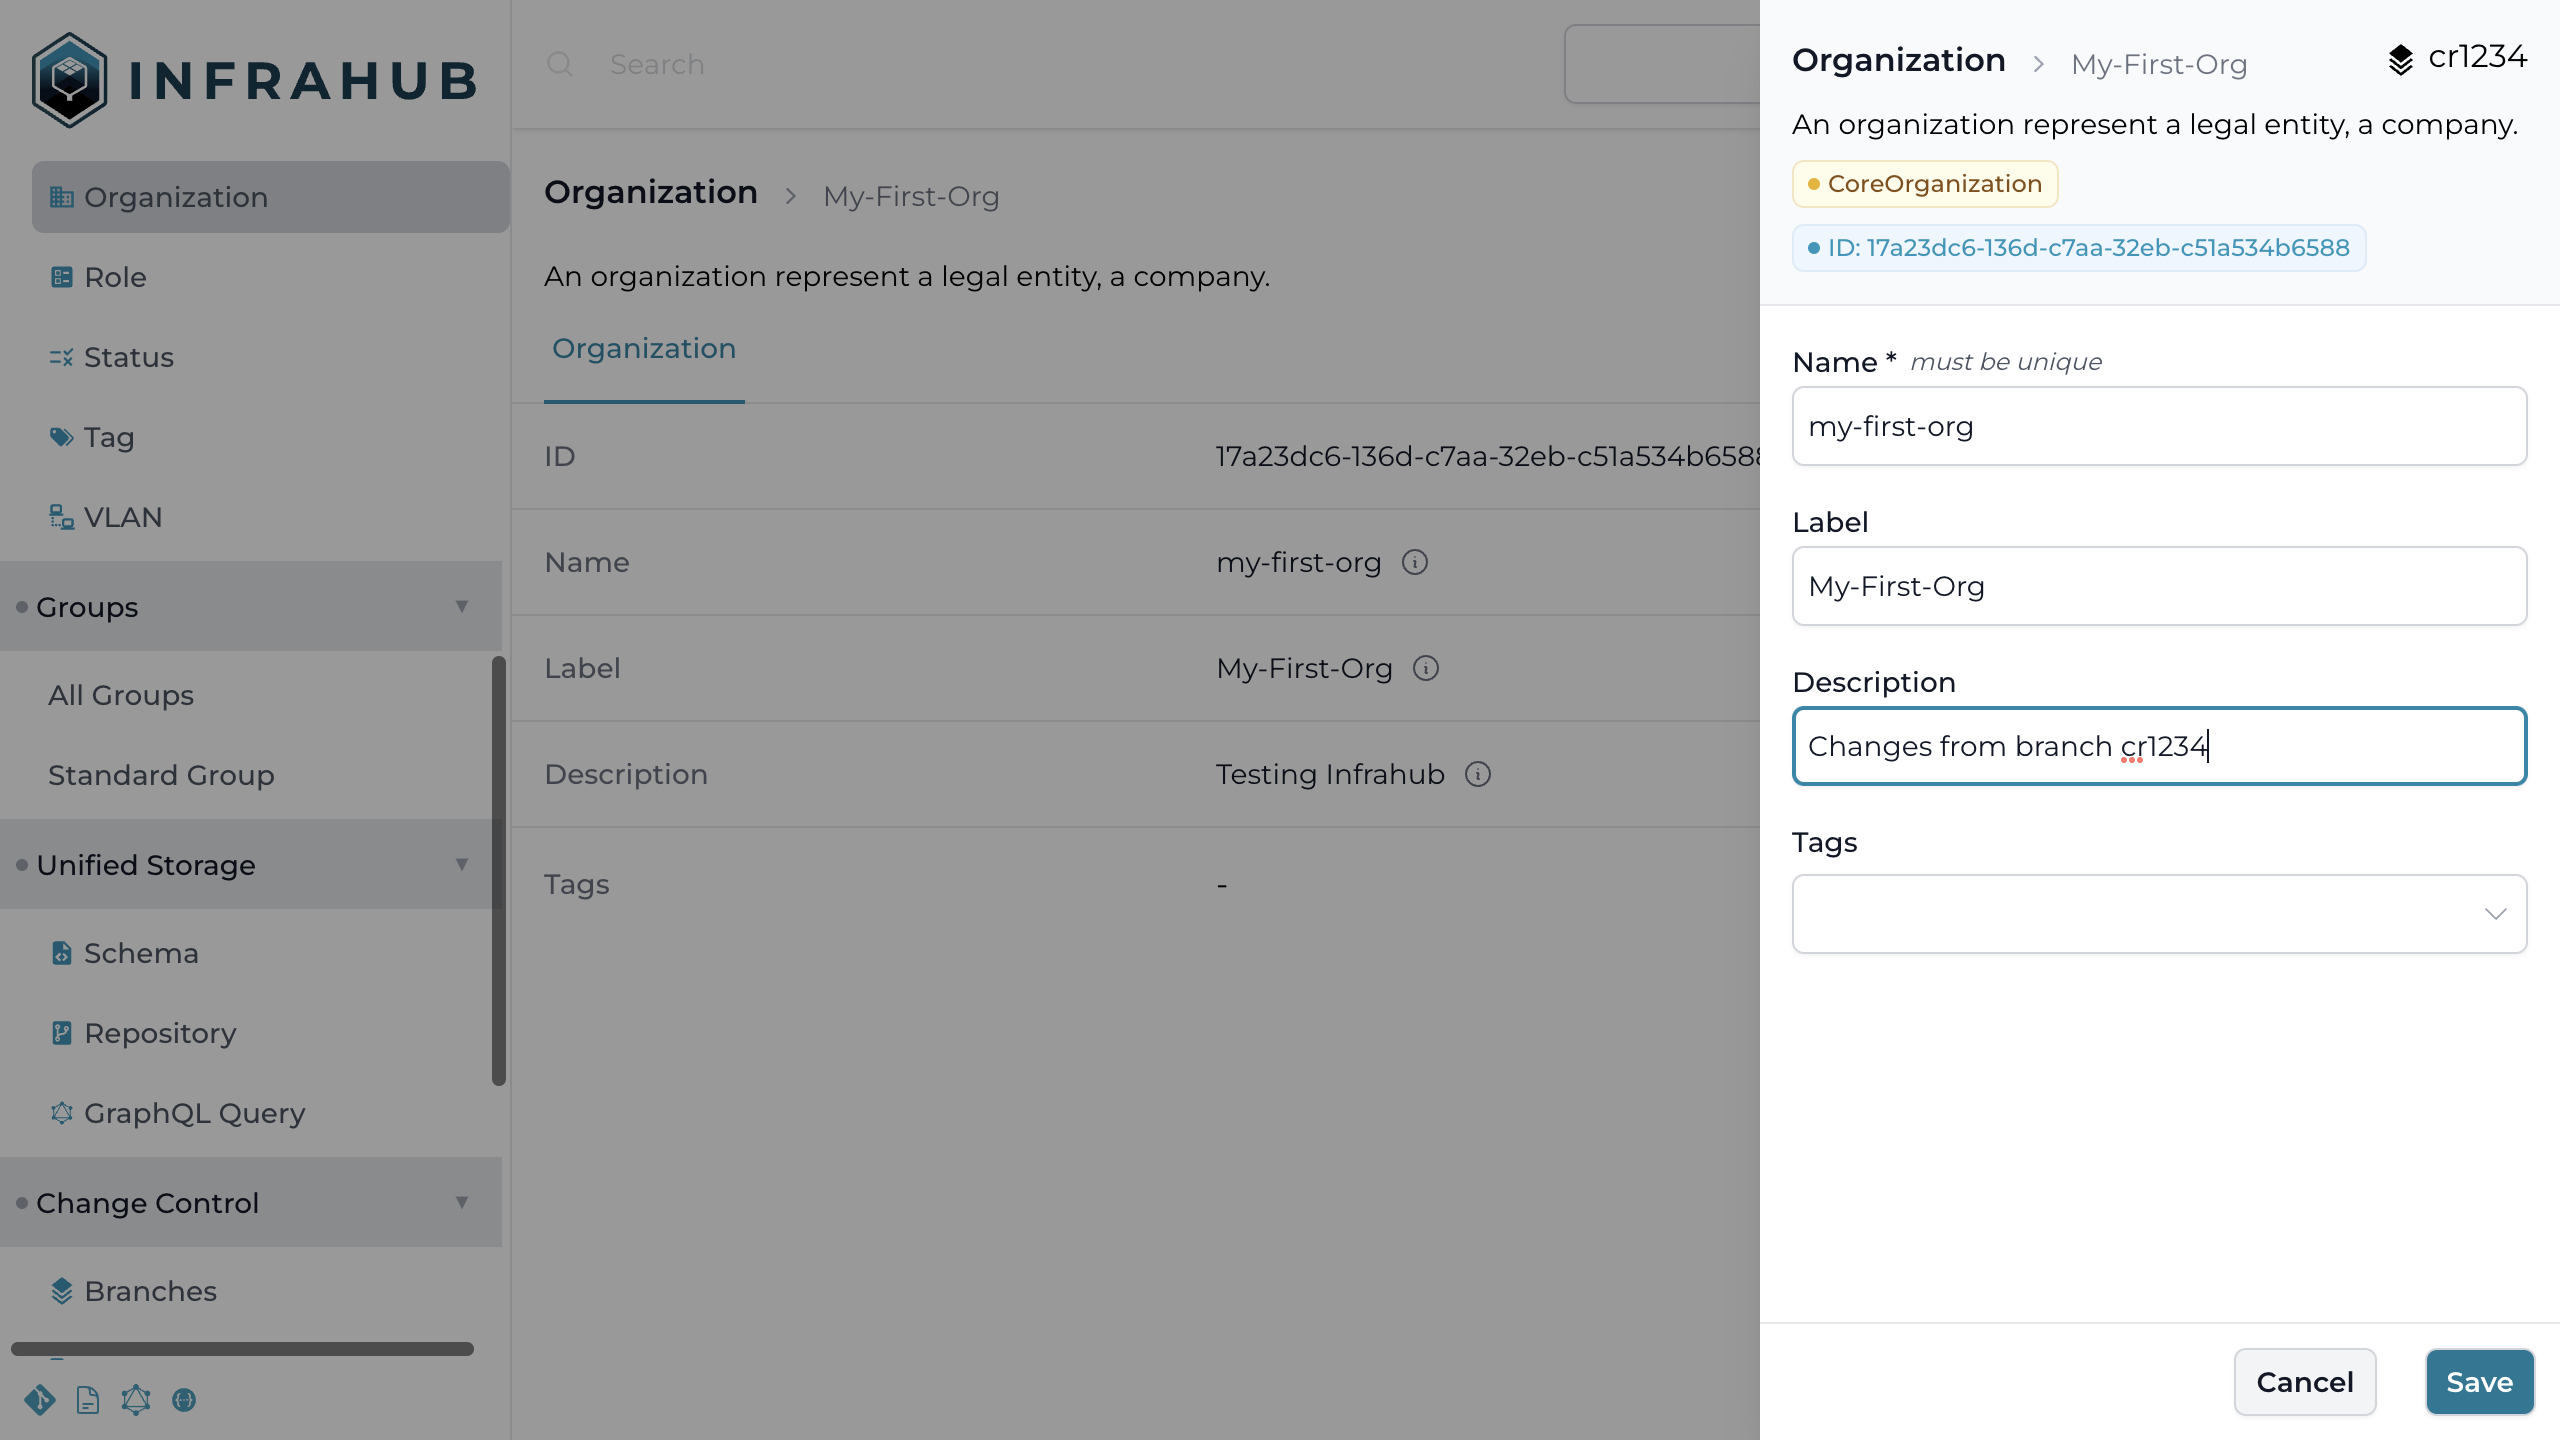 INFRAHUB
Organization
Role
Status
Tag
VLAN
Groups
All Groups
Standard Group
Unified Storage
Schema
Repository
GraphQL Query
Change Control
Branches
Search
Organization > My-First-Org
An organization represent a legal entity, a company.
Organization
ID 17a23dc6-136d-c7aa-32eb-c51a534b6588
Name my-first-org
Label My-First-Org
Description Testing Infrahub
Tags -
Organization > My-First-Org cr1234
An organization represent a legal entity, a company.
CoreOrganization
ID: 17a23dc6-136d-c7aa-32eb-c51a534b6588
Name * must be unique
my-first-org
Label
My-First-Org
Description
Changes from branch cr1234
Tags
Cancel Save